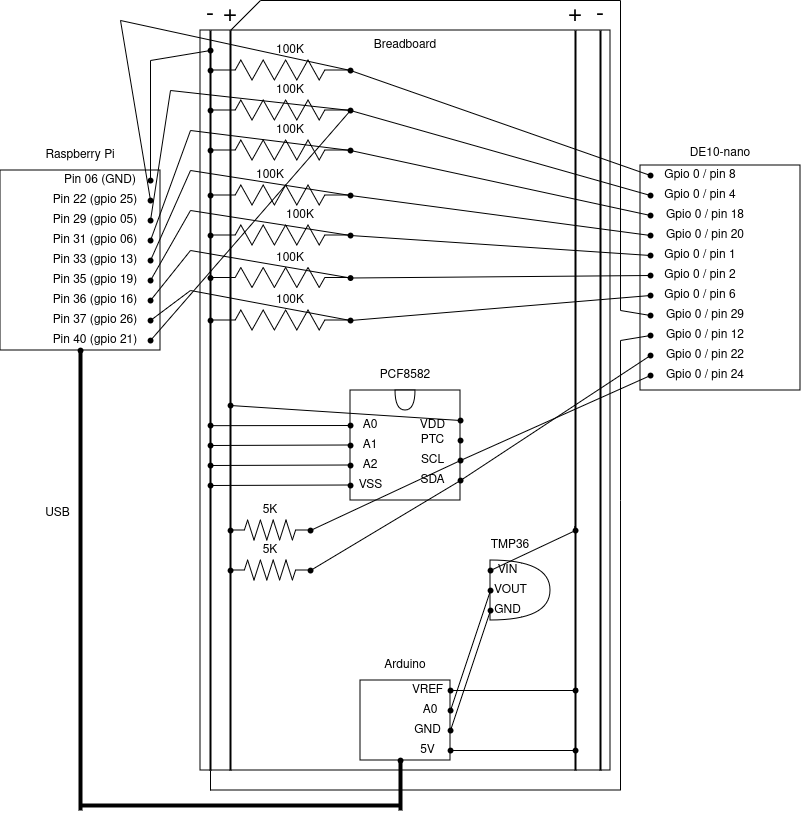 - + + -
Breadboard
100K
100K
100K
100K
100K
100K
100K
Raspberry Pi
Pin 06 (GND)
Pin 22 (gpio 25)
Pin 29 (gpio 05)
Pin 31 (gpio 06)
Pin 33 (gpio 13)
Pin 35 (gpio 19)
Pin 36 (gpio 16)
Pin 37 (gpio 26)
Pin 40 (gpio 21)
DE10-nano
Gpio 0 / pin 8
Gpio 0 / pin 4
Gpio 0 / pin 18
Gpio 0 / pin 20
Gpio 0 / pin 1
Gpio 0 / pin 2
Gpio 0 / pin 6
Gpio 0 / pin 29
Gpio 0 / pin 12
Gpio 0 / pin 22
Gpio 0 / pin 24
PCF8582
A0
A1
A2
VSS
VDD
PTC
SCL
SDA
USB
5K
5K
TMP36
VIN
VOUT
GND
Arduino
VREF
A0
GND
5V